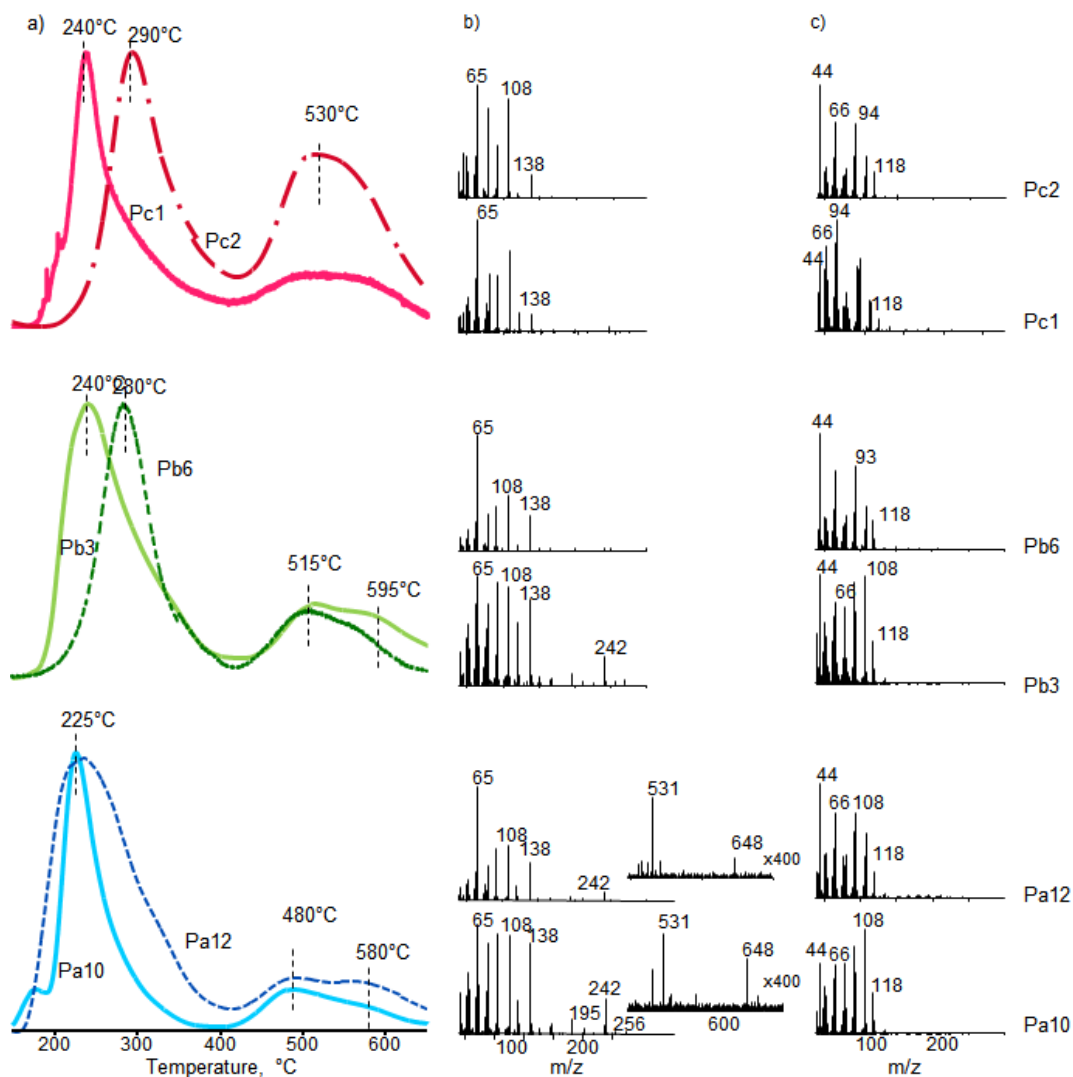 a) 240°C 290°C b) c)
530°C
Pc1
Pc2
65 108
138
44
66 94
118
Pc2
65
138
94
66
44
118
Pc1
240°C 280°C
Pb6
Pb3
515°C
595°C
65
108
138
44
93
118
Pb6
65
108
138
242
44
108
66
118
Pb3
225°C
Pa12
Pa10
480°C
580°C
65
108
138
242
531
648
x400
44
66 108
118
Pa12
65 108
138
195
242
531
648
x400
256 600
108
44 66
118
Pa10
200 300 400 500 600
100 200
100 200
Temperature, °C
m/z
m/z